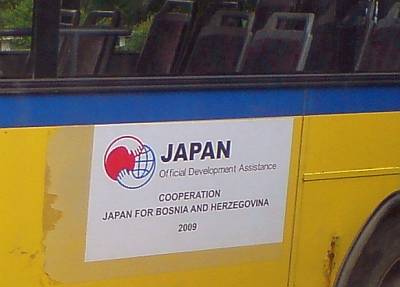 JAPAN
Official Development Assistance
COOPERATION
JAPAN FOR BOSNIA AND HERZEGOVINA
2009